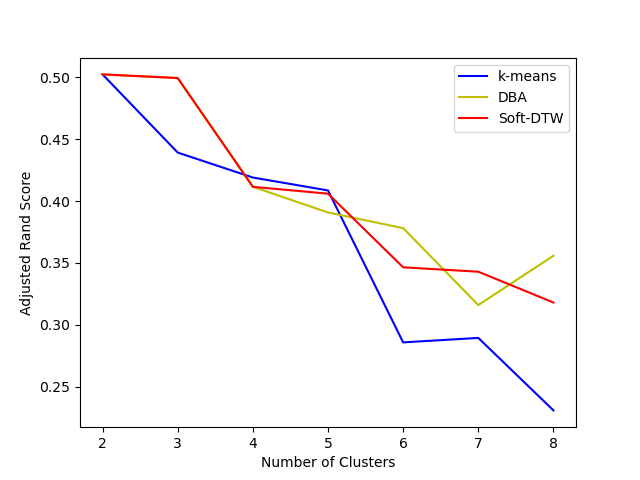 k-means
DBA
Soft-DTW
0.50
0.45
0.40
0.35
0.30
0.25
Adjusted Rand Score
2 3 4 5 6 7 8
Number of Clusters